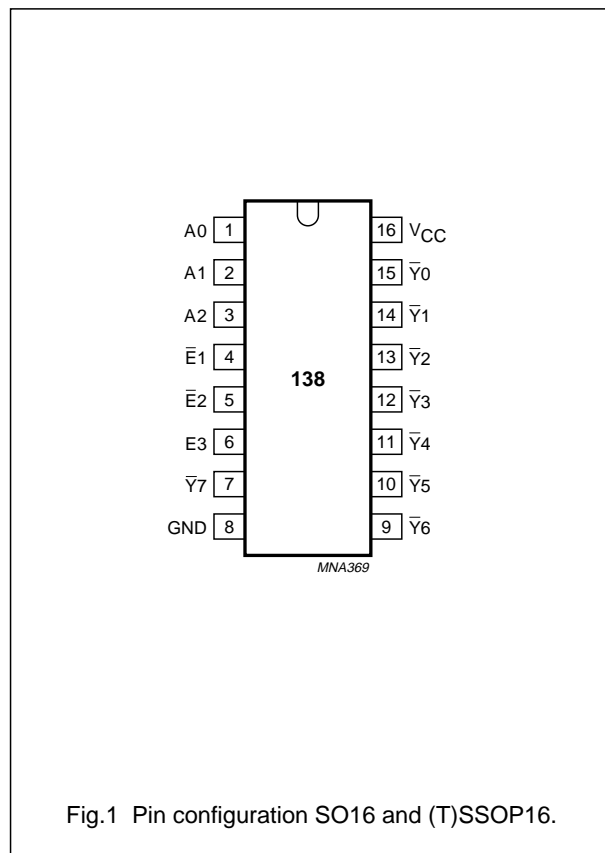 A0 1 16 VCC
A1 2 15 Y̅0
A2 3 14 Y̅1
E̅1 4 13 Y̅2
138
E̅2 5 12 Y̅3
E3 6 11 Y̅4
Y̅7 7 10 Y̅5
GND 8 9 Y̅6
MNA369
Fig.1 Pin configuration SO16 and (T)SSOP16.